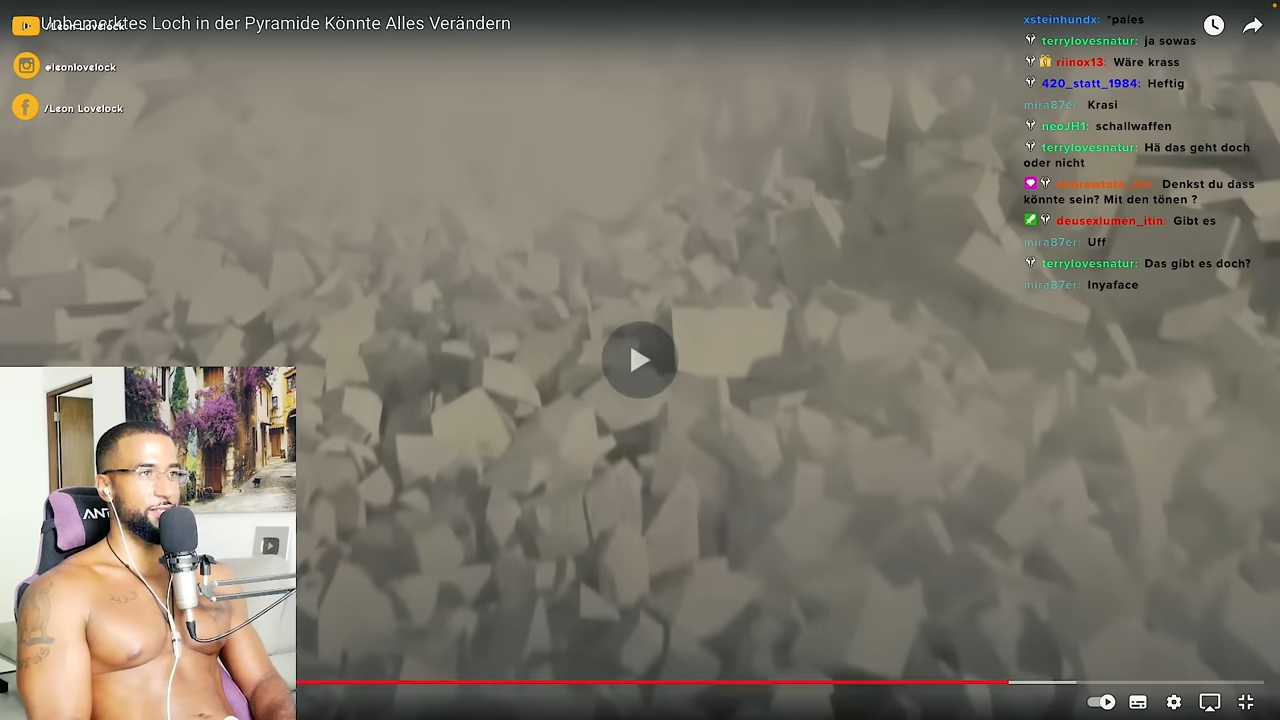 Unbemerktes Loch in der Pyramide Könnte Alles Verändern
/Leon Lovelock
@leonlovelock
/Leon Lovelock
xsteinhundx: *pales
terrylovesnatur: ja sowas
riinox13: Wäre krass
420_statt_1984: Heftig
mira87er: Krasi
neoJH1: schallwaffen
terrylovesnatur: Hä das geht doch
oder nicht
Denkst du dass
könnte sein? Mit den tönen ?
deusexlumen_itin: Gibt es
mira87er: Uff
terrylovesnatur: Das gibt es doch?
mira87er: Inyaface